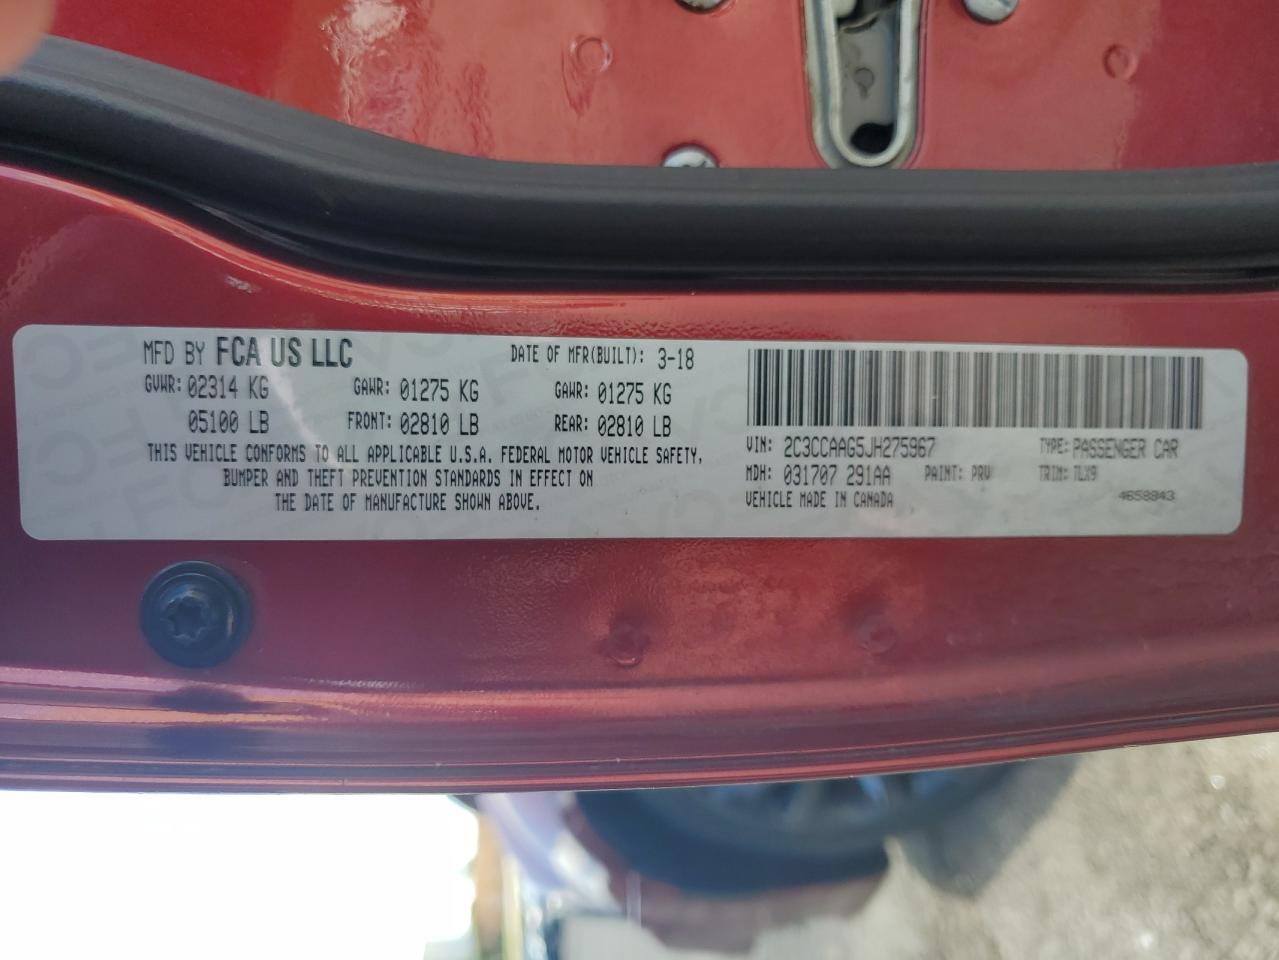 MFD BY FCA US LLC DATE OF MFR(BUILT): 3-18
GVWR: 02314 KG GAWR: 01275 KG GAWR: 01275 KG
05100 LB FRONT: 02810 LB REAR: 02810 LB
THIS VEHICLE CONFORMS TO ALL APPLICABLE U.S.A. FEDERAL MOTOR VEHICLE SAFETY,
BUMPER AND THEFT PREVENTION STANDARDS IN EFFECT ON
THE DATE OF MANUFACTURE SHOWN ABOVE.
VIN: 2C3CCAAG5JH275967 TYPE: PASSENGER CAR
MDH: 031707 291AA PAINT: PRV TRIM: TLX9
VEHICLE MADE IN CANADA 4658843